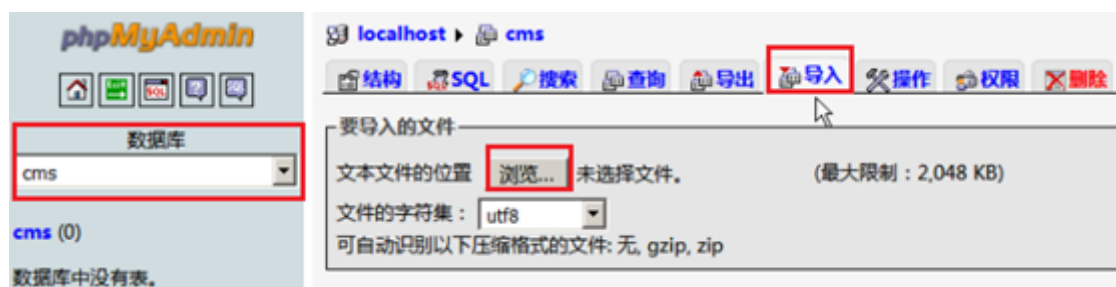 phpMyAdmin
数据库
cms
cms (0)
数据库中没有表。
localhost ▸ cms
结构 SQL 搜索 查询 导出 导入 操作 权限 删除
要导入的文件
文本文件的位置 浏览... 未选择文件。 (最大限制：2,048 KB)
文件的字符集： utf8
可自动识别以下压缩格式的文件: 无, gzip, zip